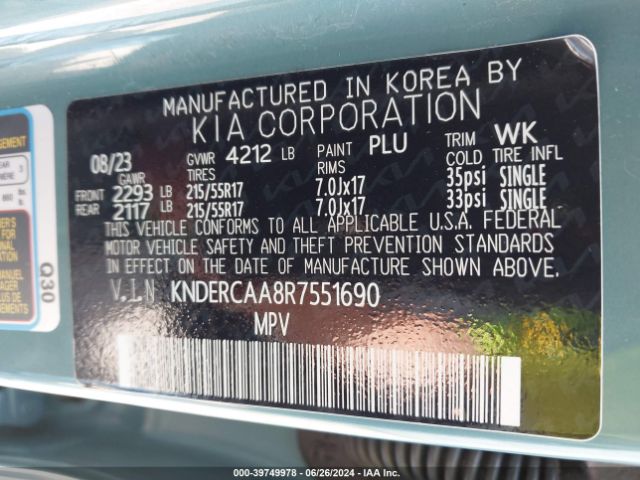 MANUFACTURED IN KOREA BY
KIA CORPORATION
08/23 GVWR 4212 LB PAINT PLU TRIM WK
GAWR RIMS COLD TIRE INFL
FRONT 2293 LB 215/55R17 7.0Jx17 35psi SINGLE
REAR 2117 LB 215/55R17 7.0Jx17 33psi SINGLE
THIS VEHICLE CONFORMS TO ALL APPLICABLE U.S.A. FEDERAL
MOTOR VEHICLE SAFETY AND THEFT PREVENTION STANDARDS
IN EFFECT ON THE DATE OF MANUFACTURE SHOWN ABOVE.
V.I.N KNDERCAA8R7551690
MPV
Q30
000-39749978 | 06/26/2024 | IAA Inc.